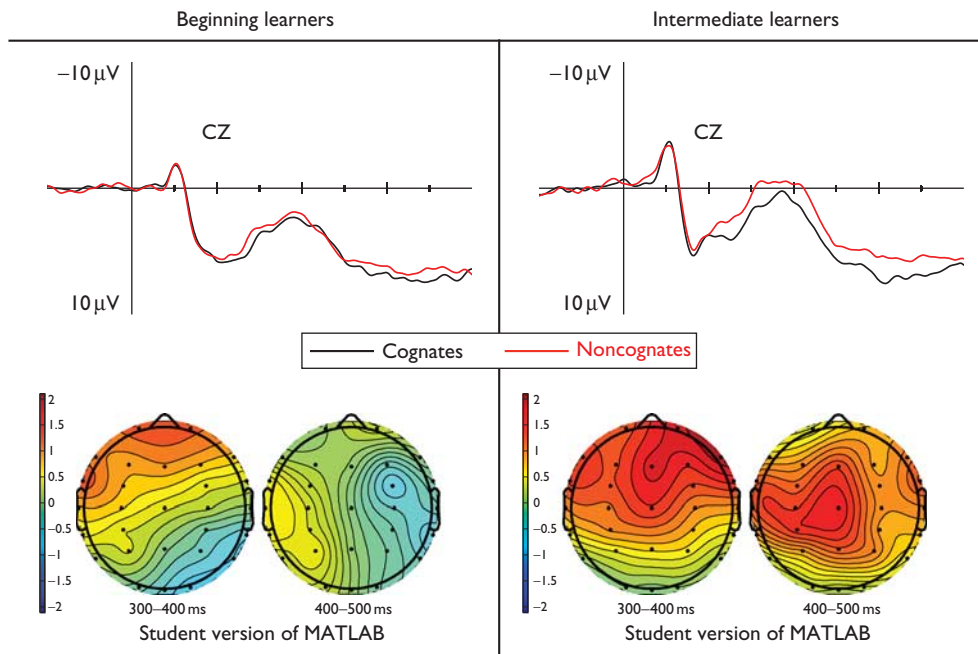 Beginning learners
Intermediate learners
−10 µV
CZ
10 µV
−10 µV
CZ
10 µV
Cognates Noncognates
2
1.5
1
0.5
0
−0.5
−1
−1.5
−2
300–400 ms 400–500 ms
Student version of MATLAB
2
1.5
1
0.5
0
−0.5
−1
−1.5
−2
300–400 ms 400–500 ms
Student version of MATLAB